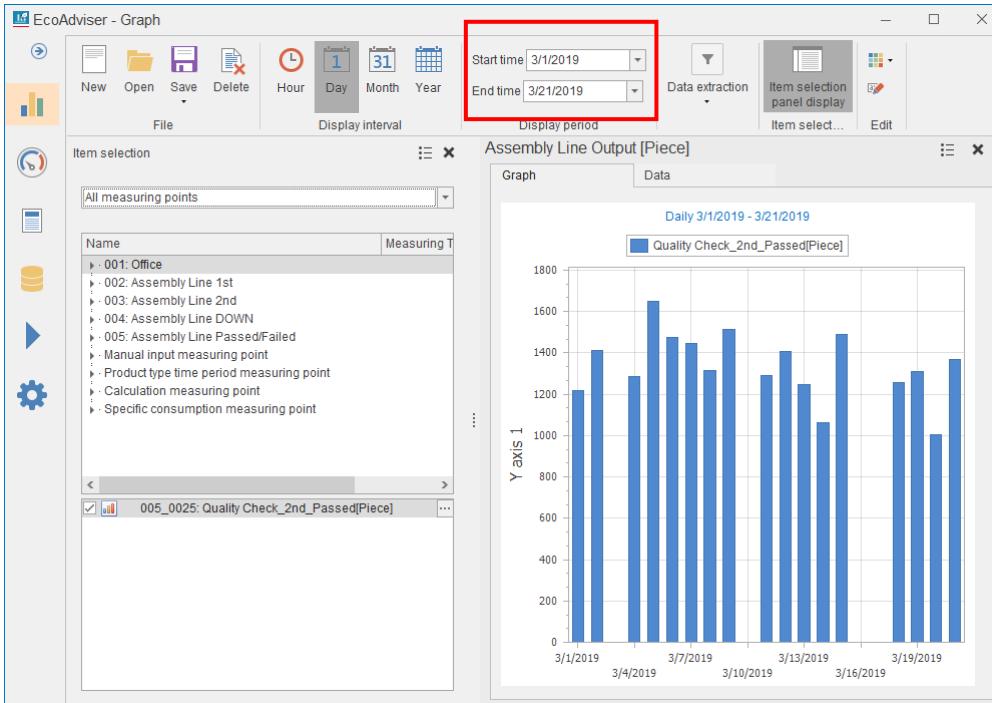 EcoAdviser - Graph
New
Open
Save
Delete
File
Hour
1
Day
31
Month
Year
Display interval
Start time 3/1/2019
End time 3/21/2019
Display period
Data extraction
Item selection
panel display
Item select...
Edit
Item selection
All measuring points
Name Measuring T
001: Office
002: Assembly Line 1st
003: Assembly Line 2nd
004: Assembly Line DOWN
005: Assembly Line Passed/Failed
Manual input measuring point
Product type time period measuring point
Calculation measuring point
Specific consumption measuring point
005_0025: Quality Check_2nd_Passed[Piece]
...
Assembly Line Output [Piece]
Graph Data
Daily 3/1/2019 - 3/21/2019
Quality Check_2nd_Passed[Piece]
Y axis 1
1800
1600
1400
1200
1000
800
600
400
200
0
3/1/2019 3/7/2019 3/13/2019 3/19/2019
3/4/2019 3/10/2019 3/16/2019